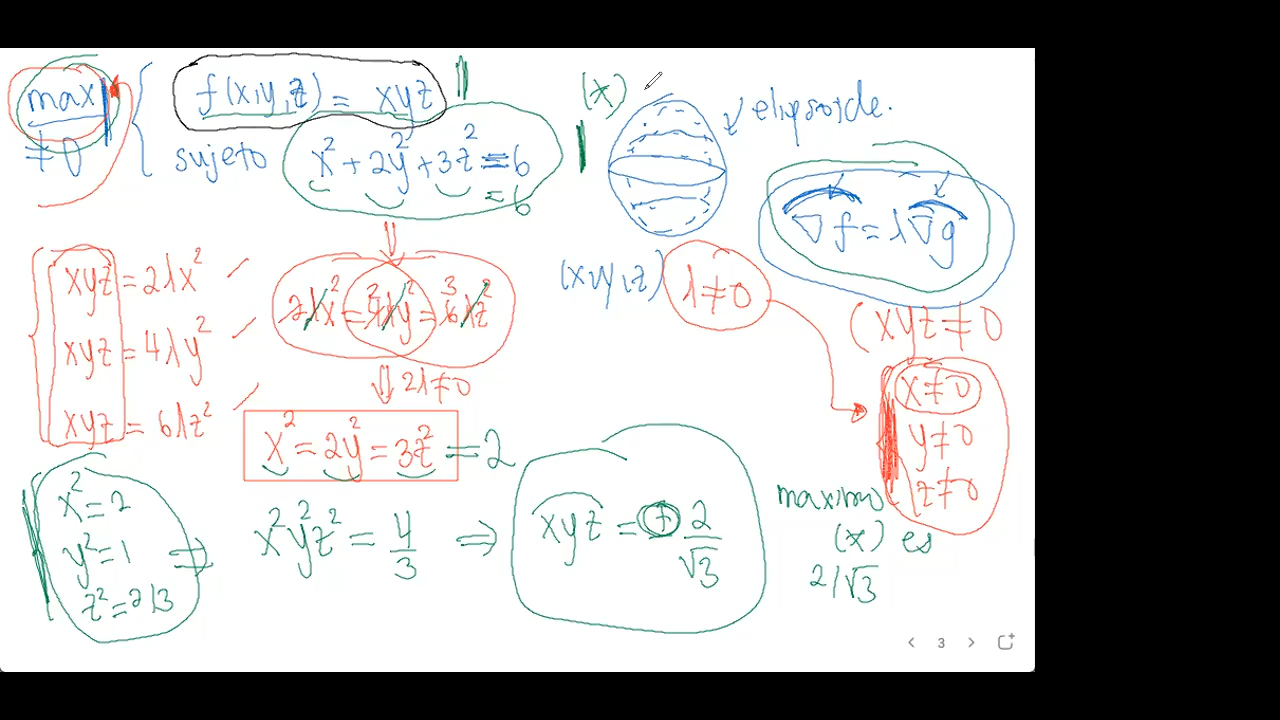 max f(x,y,z) = xyz (x) elipsoide.
≠0 sujeto x² + 2y² + 3z² = 6
= 6
∇f = λ∇g
xyz = 2λx² (x,y,z) λ≠0
2λx² = 4λy² = 6λz²
2 3
(xyz ≠ 0
xyz = 4λy²
⇓ 2λ≠0 x≠0
xyz = 6λz² x² = 2y² = 3z² = 2 y≠0
z≠0
x² = 2 maximo
y² = 1 ⇒ x²y²z² = 4/3 ⇒ xyz = + 2/√3 (x) es
z² = 2/3 2/√3
< 3 >